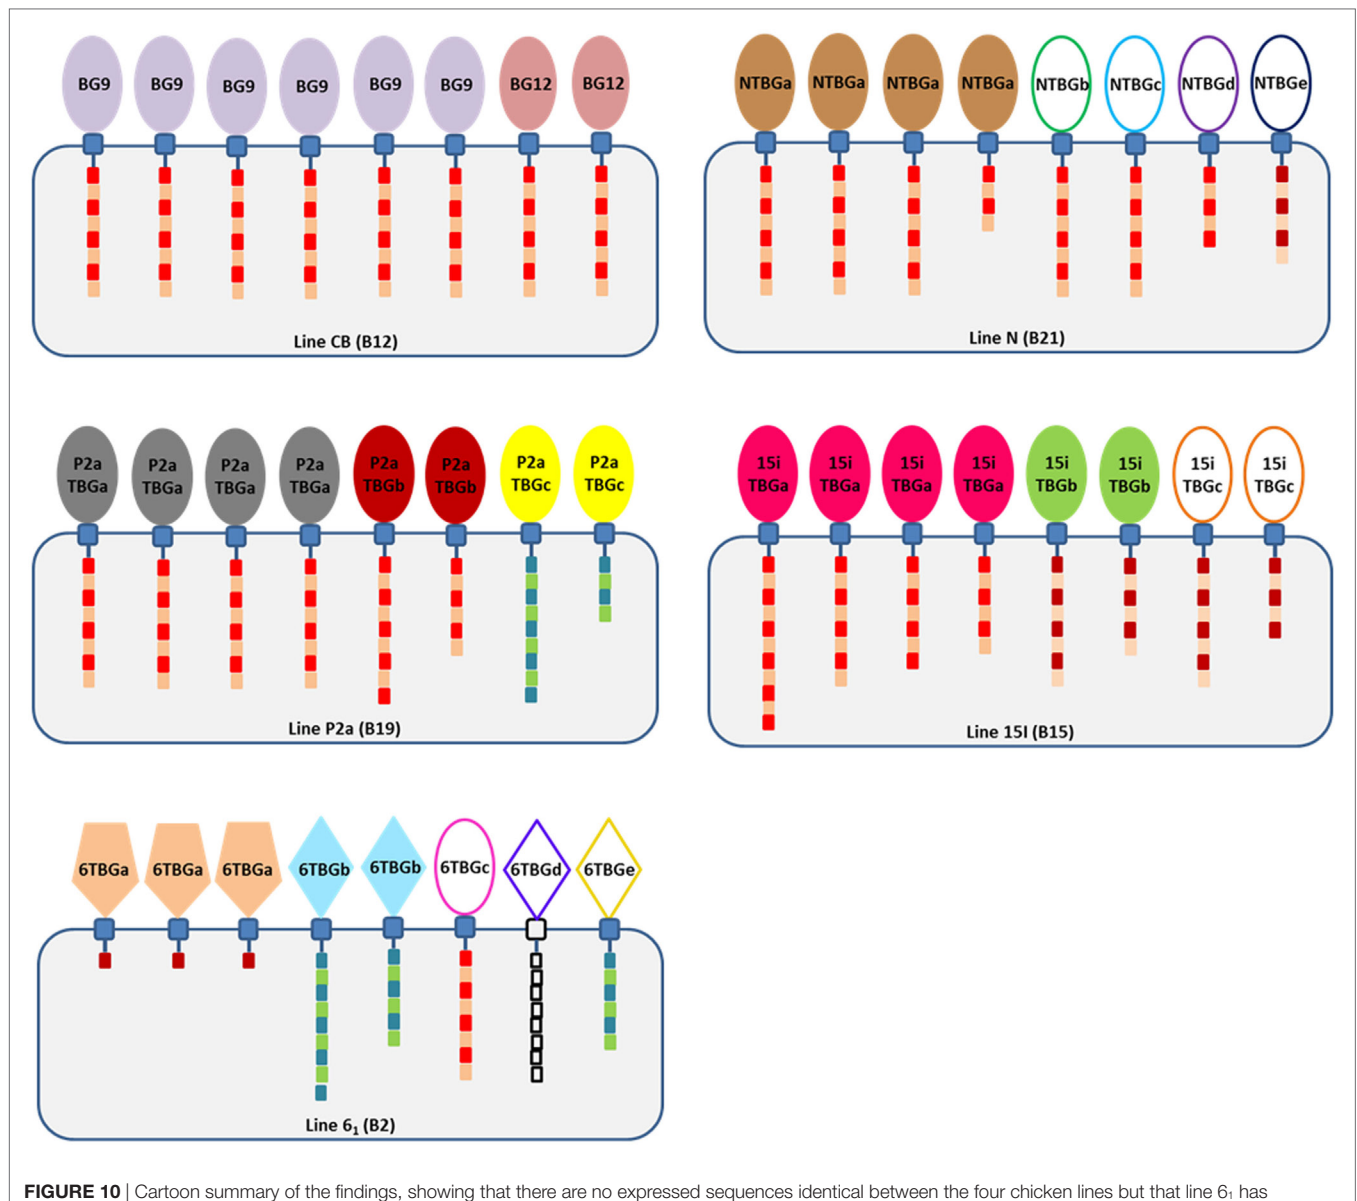 BG9 BG9 BG9 BG9 BG9 BG9 BG12 BG12
Line CB (B12)
NTBGa NTBGa NTBGa NTBGa NTBGb NTBGc NTBGd NTBGe
Line N (B21)
P2a P2a P2a P2a P2a P2a P2a P2a
TBGa TBGa TBGa TBGa TBGb TBGb TBGc TBGc
Line P2a (B19)
15i 15i 15i 15i 15i 15i 15i 15i
TBGa TBGa TBGa TBGa TBGb TBGb TBGc TBGc
Line 15I (B15)
6TBGa 6TBGa 6TBGa 6TBGb 6TBGb 6TBGc 6TBGd 6TBGe
Line 6₁ (B2)
FIGURE 10 | Cartoon summary of the findings, showing that there are no expressed sequences identical between the four chicken lines but that line 6₁ has